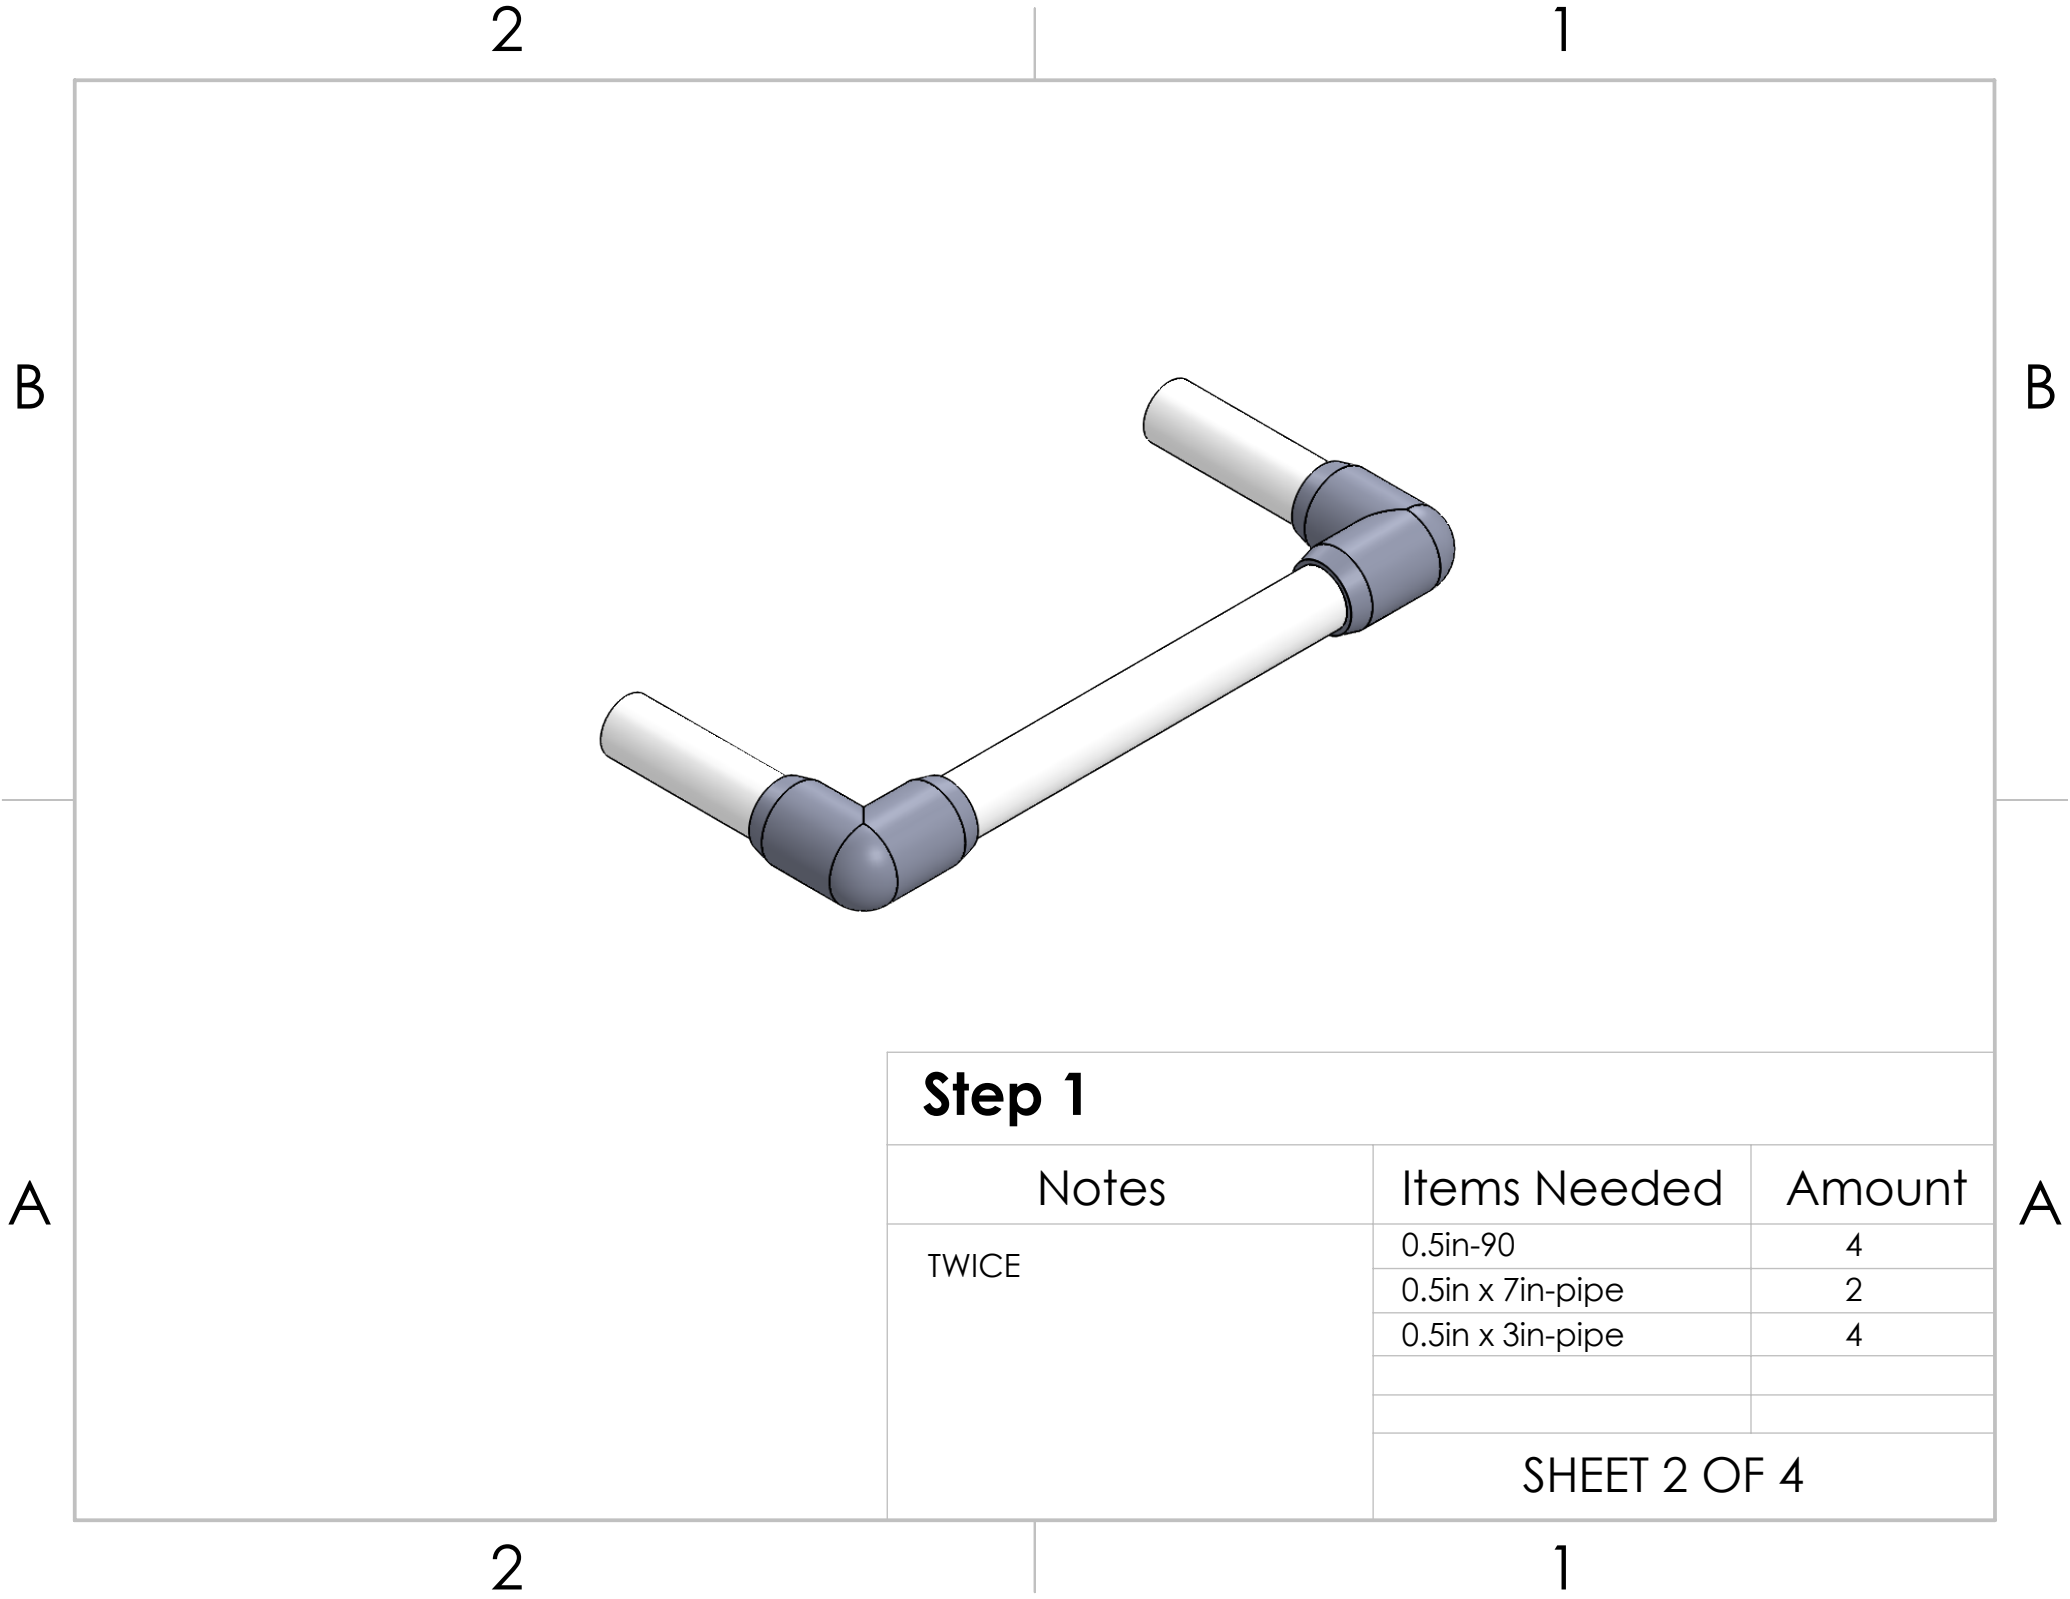 2 1
B B
Step 1
Notes Items Needed Amount
TWICE
0.5in-90 4
0.5in x 7in-pipe 2
0.5in x 3in-pipe 4
A A
SHEET 2 OF 4
2 1